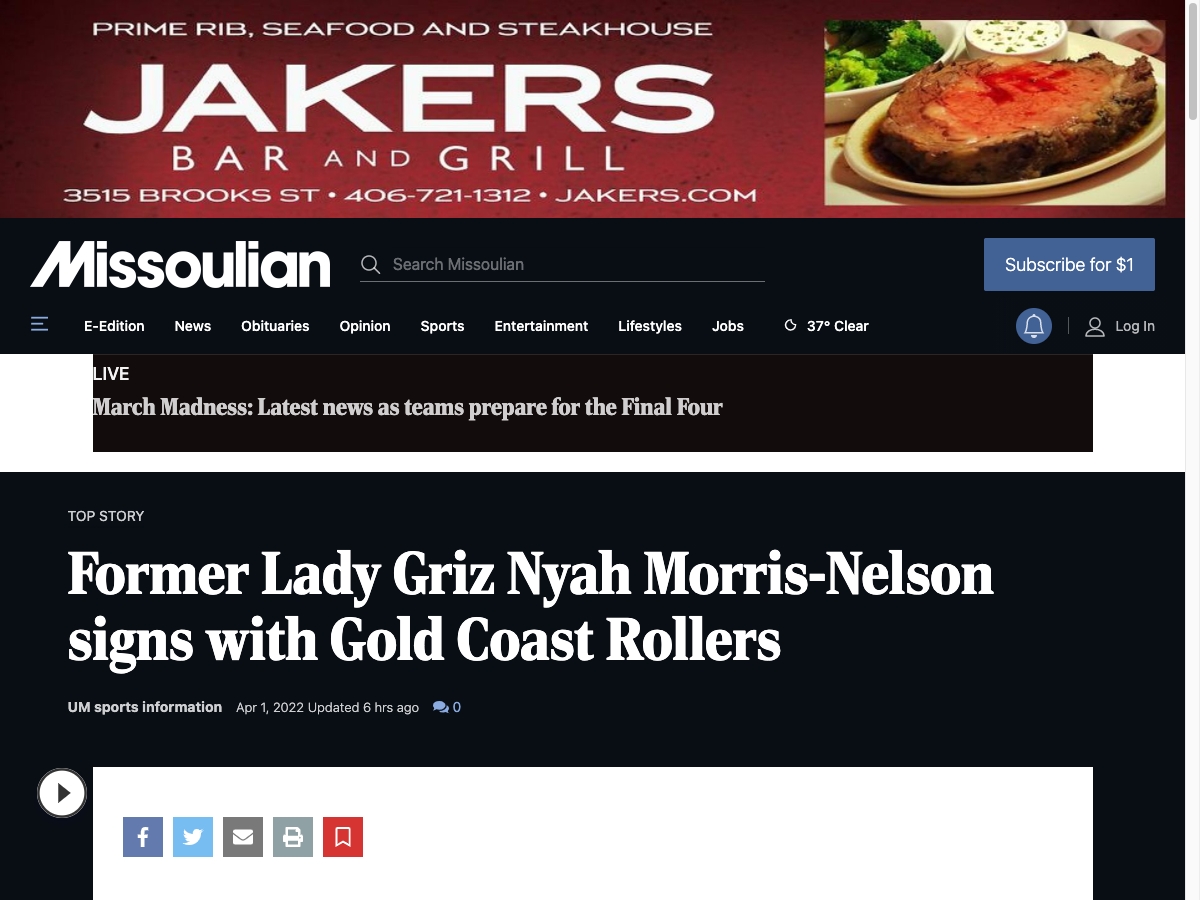 PRIME RIB, SEAFOOD AND STEAKHOUSE
JAKERS
BAR AND GRILL
3515 BROOKS ST • 406-721-1312 • JAKERS.COM
Missoulian
Search Missoulian
Subscribe for $1
E-Edition News Obituaries Opinion Sports Entertainment Lifestyles Jobs 37° Clear Log In
LIVE
March Madness: Latest news as teams prepare for the Final Four
TOP STORY
Former Lady Griz Nyah Morris-Nelson
signs with Gold Coast Rollers
UM sports information Apr 1, 2022 Updated 6 hrs ago 0